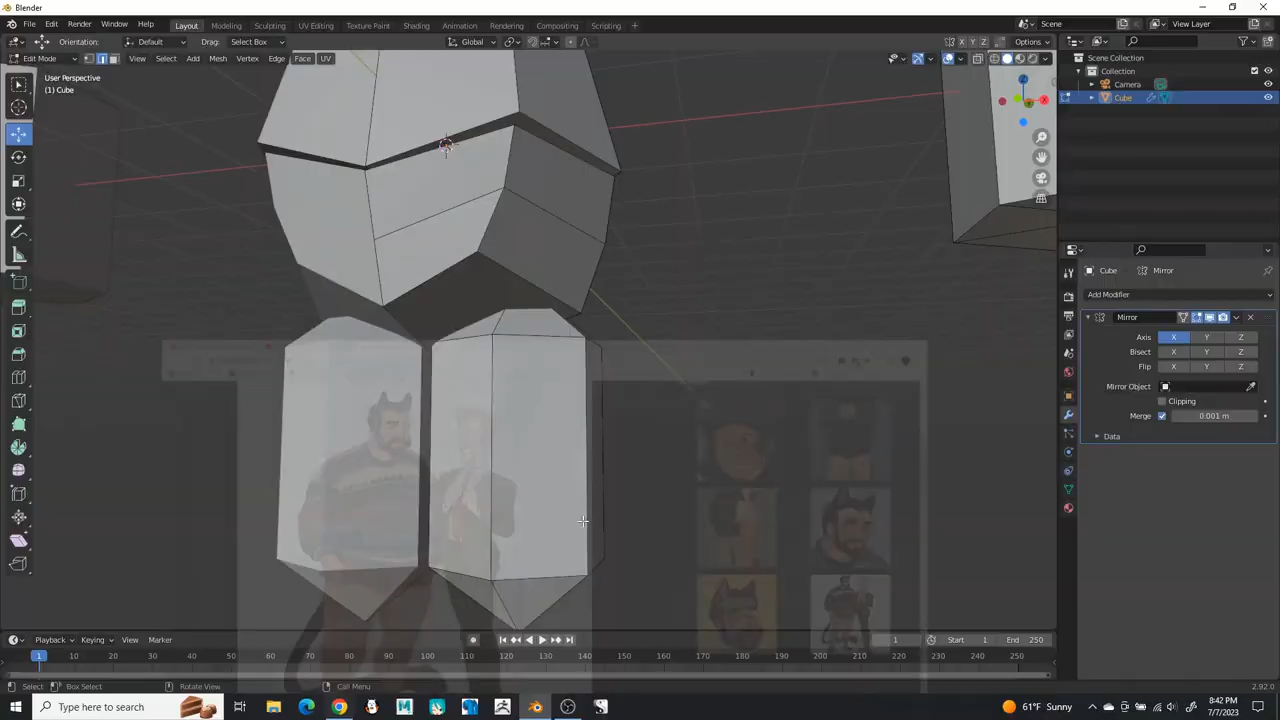 Blender
File Edit Render Window Help Layout Modeling Sculpting UV Editing Texture Paint Shading Animation Rendering Compositing Scripting + Scene View Layer
Orientation: Default Drag: Select Box Global X Y Z Options
Edit Mode View Select Add Mesh Vertex Edge Face UV
User Perspective
(1) Cube
Scene Collection
Collection
Camera
Cube
Cube Mirror
Add Modifier
Mirror
Axis X Y Z
Bisect X Y Z
Flip X Y Z
Mirror Object
Clipping
Merge 0.001 m
Data
Playback Keying View Marker 1 Start 1 End 250
1 10 20 30 40 50 60 70 80 90 100 110 120 130 140 150 160 170 180 190 200 210 220 230 240 250
Select Box Select Rotate View Call Menu 2.92.0
Type here to search 61°F Sunny 8:42 PM
7/7/2023